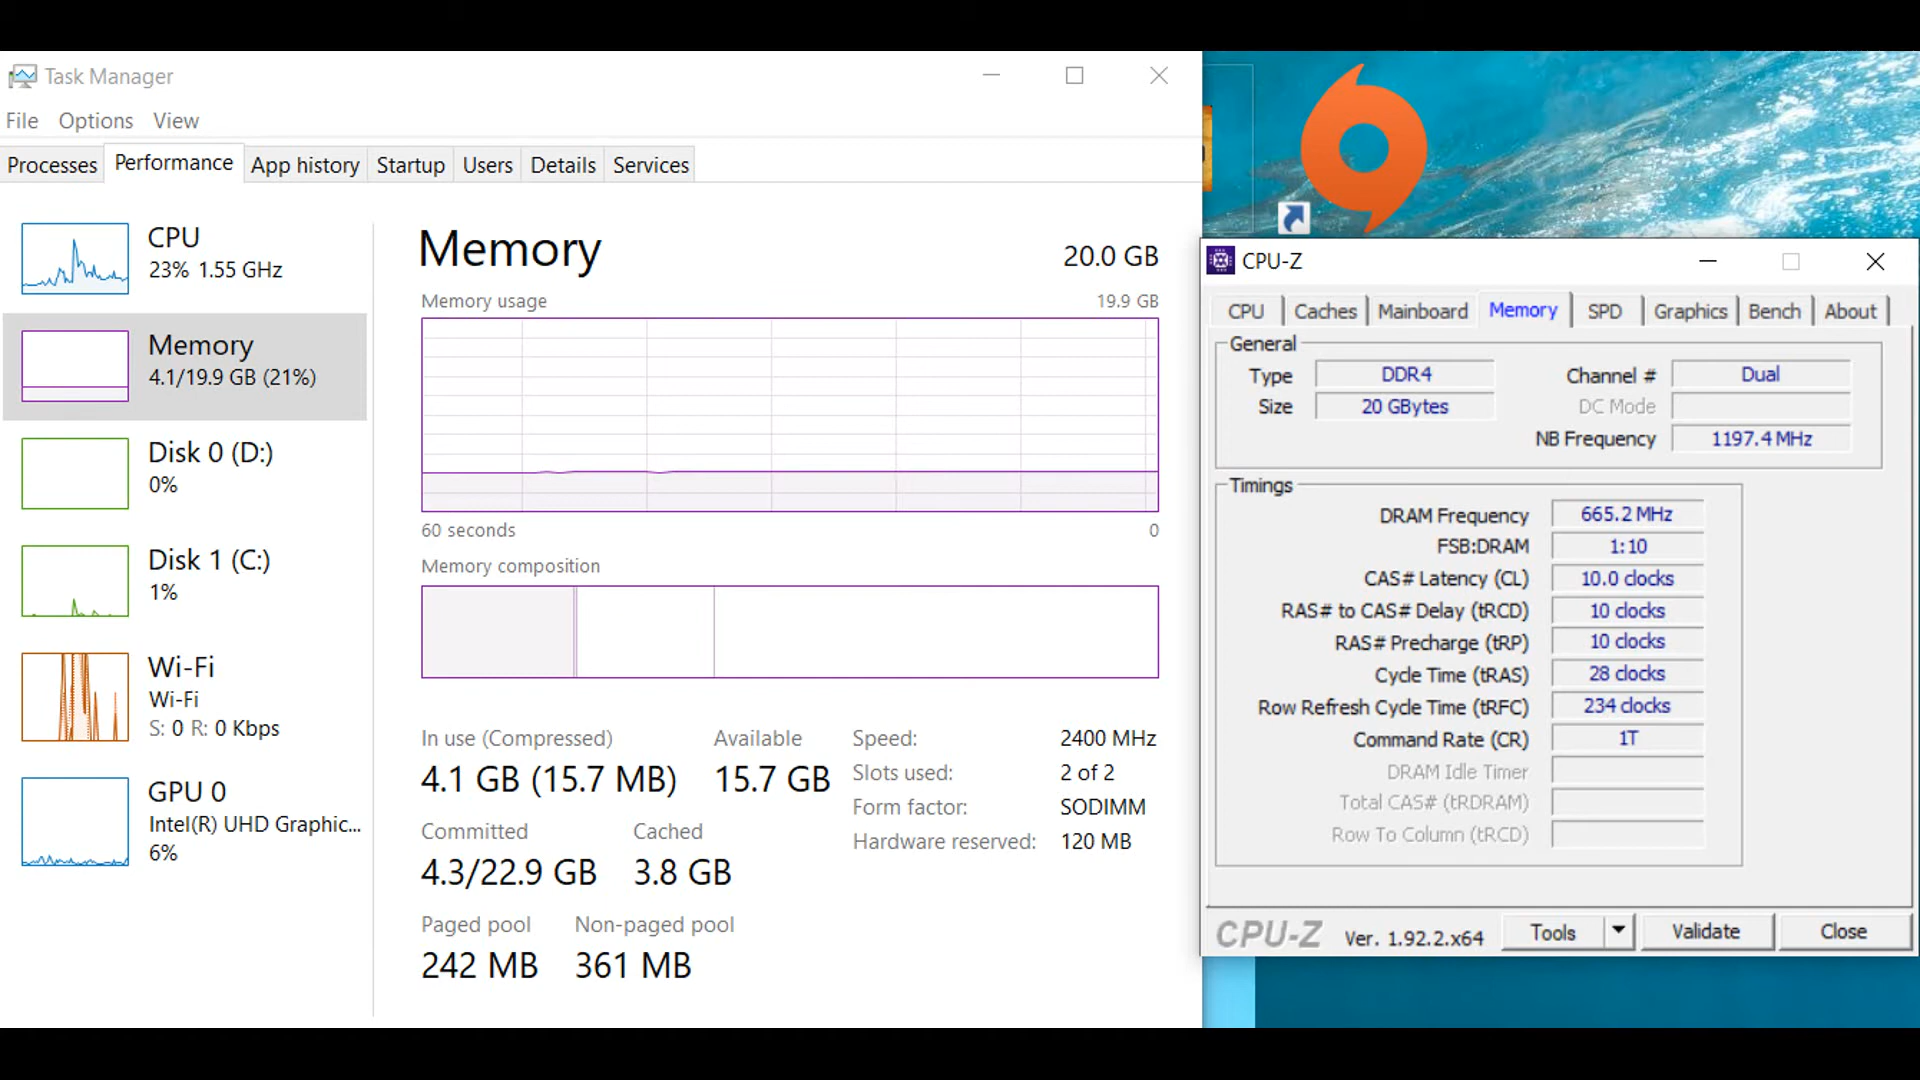 Task Manager
File Options View
Processes Performance App history Startup Users Details Services
CPU
23% 1.55 GHz
Memory
4.1/19.9 GB (21%)
Disk 0 (D:)
0%
Disk 1 (C:)
1%
Wi-Fi
Wi-Fi
S: 0 R: 0 Kbps
GPU 0
Intel(R) UHD Graphic...
6%
Memory 20.0 GB
Memory usage 19.9 GB
60 seconds 0
Memory composition
In use (Compressed) Available
4.1 GB (15.7 MB) 15.7 GB
Committed Cached
4.3/22.9 GB 3.8 GB
Paged pool Non-paged pool
242 MB 361 MB
Speed: 2400 MHz
Slots used: 2 of 2
Form factor: SODIMM
Hardware reserved: 120 MB
CPU-Z
CPU Caches Mainboard Memory SPD Graphics Bench About
General
Type DDR4 Channel # Dual
Size 20 GBytes DC Mode
NB Frequency 1197.4 MHz
Timings
DRAM Frequency 665.2 MHz
FSB:DRAM 1:10
CAS# Latency (CL) 10.0 clocks
RAS# to CAS# Delay (tRCD) 10 clocks
RAS# Precharge (tRP) 10 clocks
Cycle Time (tRAS) 28 clocks
Row Refresh Cycle Time (tRFC) 234 clocks
Command Rate (CR) 1T
DRAM Idle Timer
Total CAS# (tRDRAM)
Row To Column (tRCD)
CPU-Z Ver. 1.92.2.x64 Tools Validate Close